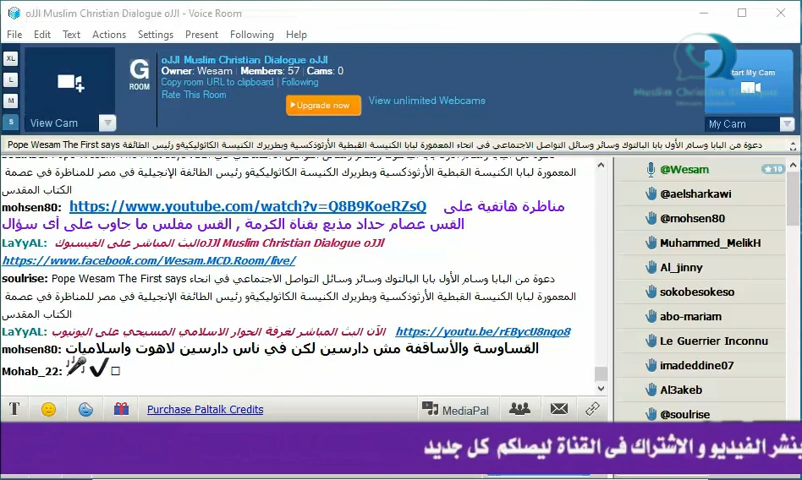 oJJl Muslim Christian Dialogue oJJl - Voice Room
File Edit Text Actions Settings Present Following Help
XL
L
M
S
View Cam
G
ROOM
oJJl Muslim Christian Dialogue oJJl
Owner: Wesam Members: 57 Cams: 0
Copy room URL to clipboard | Following
Rate This Room
Upgrade now
View unlimited Webcams
Start My Cam
My Cam
Pope Wesam The First says دعوة من البابا وسام الأول بابا البالتوك وسائر وسائل التواصل الاجتماعي في انحاء المعمورة لبابا الكنيسة القبطية الأرثوذكسية وبطريرك الكنيسة الكاثوليكيةو رئيس الطائفة
المعمورة لبابا الكنيسة القبطية الأرثوذكسية وبطريرك الكنيسة الكاثوليكيةو رئيس الطائفة الإنجيلية في مصر للمناظرة في عصمة
الكتاب المقدس
mohsen80: https://www.youtube.com/watch?v=Q8B9KoeRZsQ مناظرة هاتفية على
القس عصام حداد مذيع بقناة الكرمة , القس مفلس ما جاوب على أى سؤال
LaYyAL: البث المباشر على الفيسبوك oJJl Muslim Christian Dialogue oJJl
https://www.facebook.com/Wesam.MCD.Room/live/
soulrise: Pope Wesam The First says دعوة من البابا وسام الأول بابا البالتوك وسائر وسائل التواصل الاجتماعي في انحاء
المعمورة لبابا الكنيسة القبطية الأرثوذكسية وبطريرك الكنيسة الكاثوليكيةو رئيس الطائفة الإنجيلية في مصر للمناظرة في عصمة
الكتاب المقدس
LaYyAL: الآن البث المباشر لغرفة الحوار الاسلامي المسيحي على اليوتيوب https://youtu.be/rEBycU8nqo8
mohsen80: القساوسة والأساقفة مش دارسين لكن في ناس دارسين لاهوت واسلاميات
Mohab_22:
@Wesam
19
@aelsharkawi
@mohsen80
Muhammed_MelikH
Al_jinny
sokobesokeso
abo-mariam
Le Guerrier Inconnu
imadeddine07
Al3akeb
@soulrise
Purchase Paltalk Credits
MediaPal
بنشر الفيديو و الاشتراك فى القناة ليصلكم كل جديد